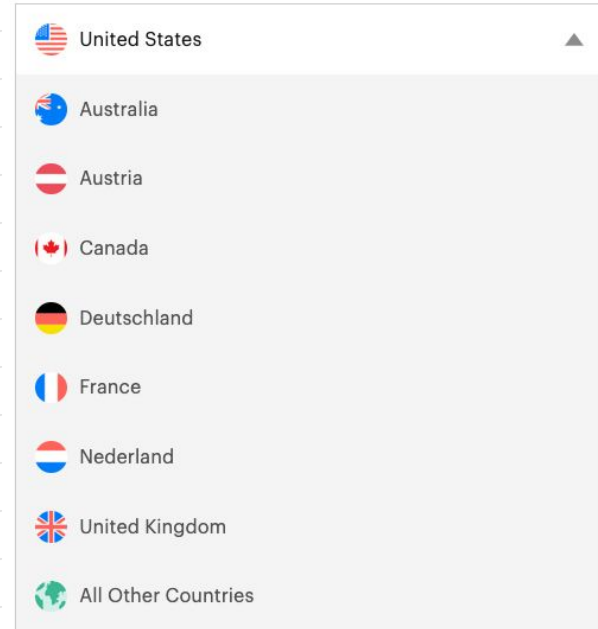 United States
Australia
Austria
Canada
Deutschland
France
Nederland
United Kingdom
All Other Countries